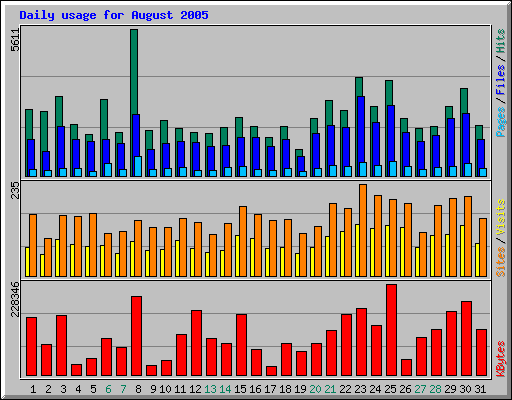 Daily usage for August 2005
5611
Pages / Files / Hits
235
Sites / Visits
228346
KBytes
1 2 3 4 5 6 7 8 9 10 11 12 13 14 15 16 17 18 19 20 21 22 23 24 25 26 27 28 29 30 31